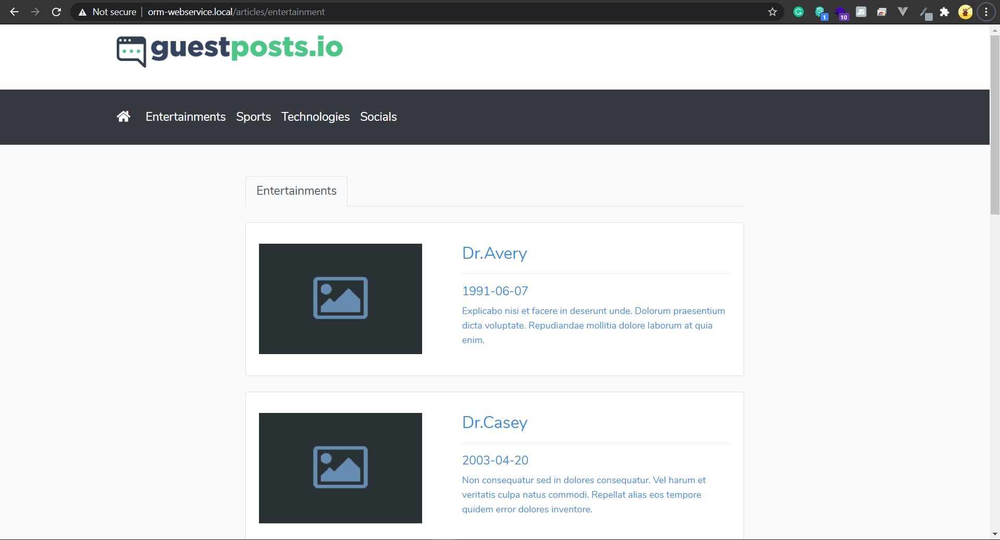 Not secure | orm-webservice.local/articles/entertainment
1
10
JS
guestposts.io
Entertainments Sports Technologies Socials
Entertainments
Dr.Avery
1991-06-07
Explicabo nisi et facere in deserunt unde. Dolorum praesentium
dicta voluptate. Repudiandae mollitia dolore laborum at quia
enim.
Dr.Casey
2003-04-20
Non consequatur sed in dolores consequatur. Vel harum et
veritatis culpa natus commodi. Repellat alias eos tempore
quidem error dolores inventore.